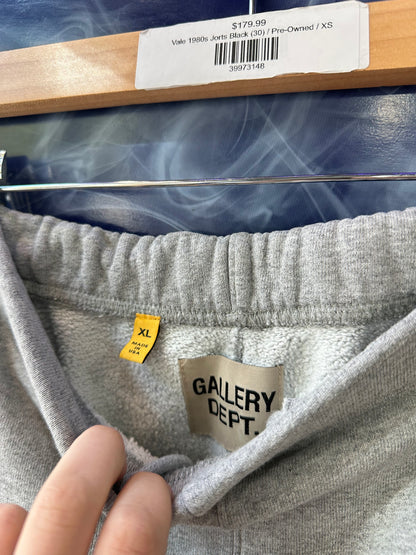 $179.99
Vale 1980s Jorts Black (30) / Pre-Owned / XS
39973148
XL
MADE
IN
USA
GALLERY
DEPT.